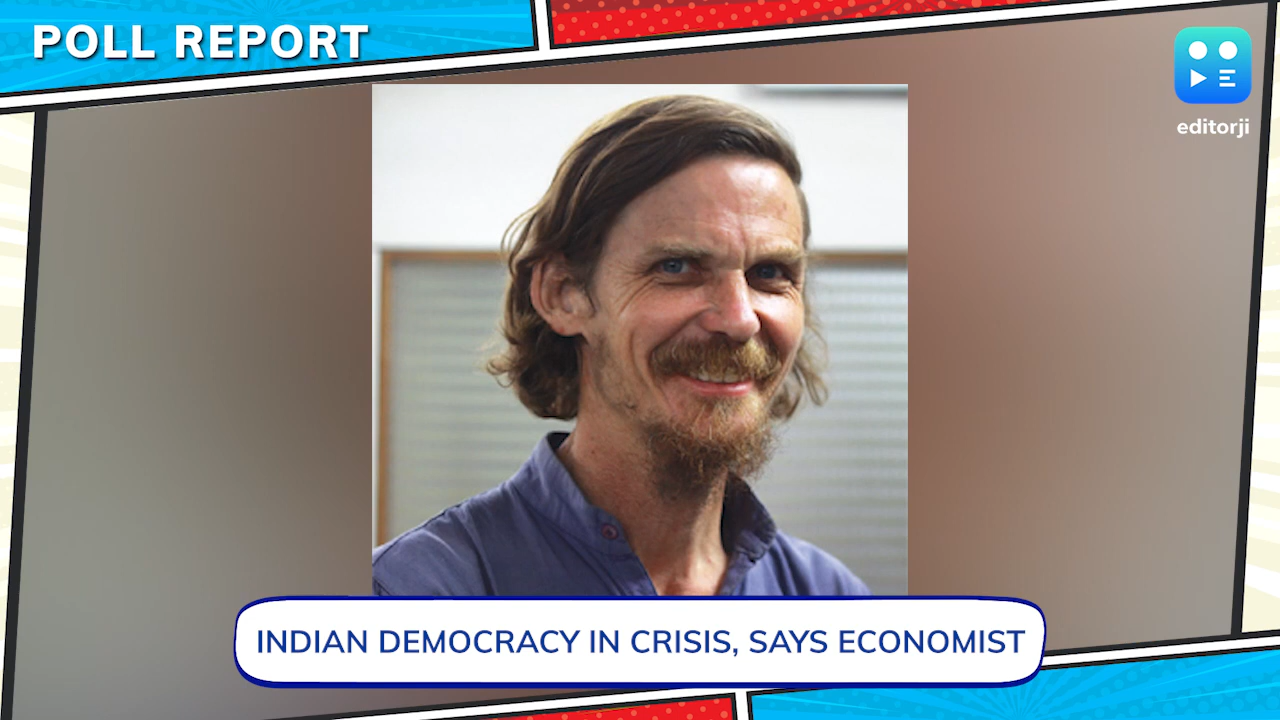 POLL REPORT
editorji
INDIAN DEMOCRACY IN CRISIS, SAYS ECONOMIST